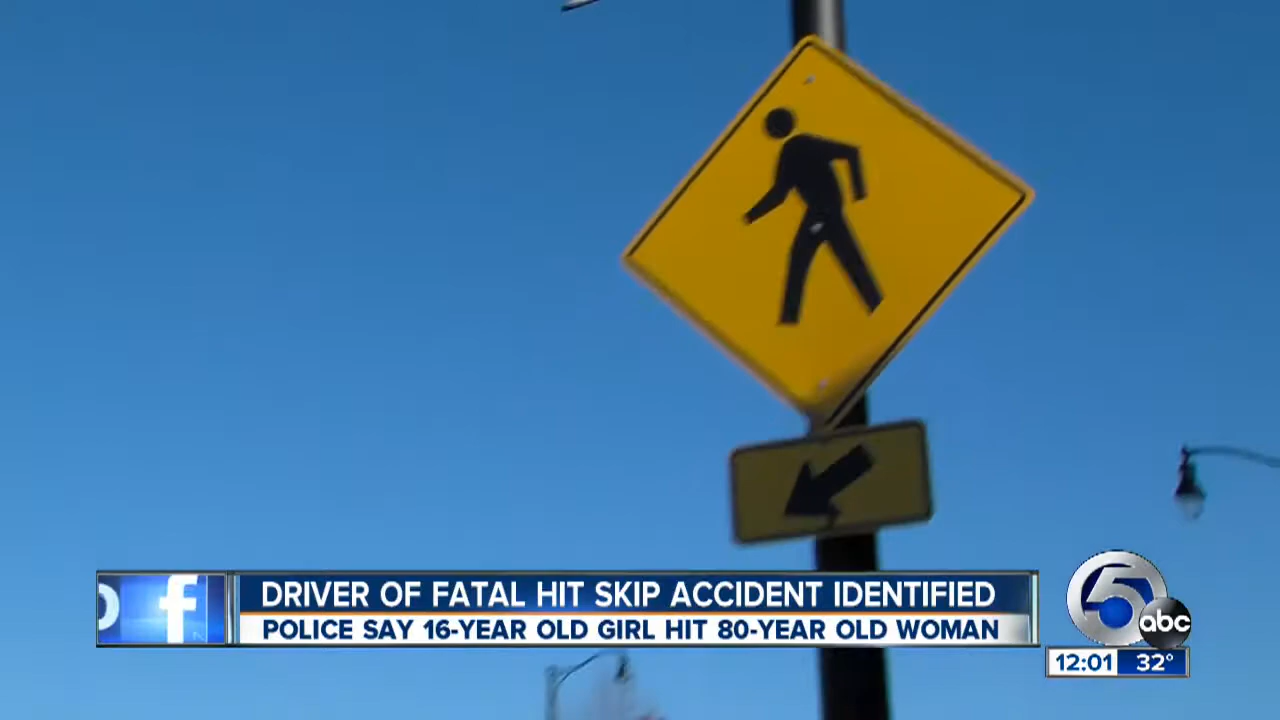 f
DRIVER OF FATAL HIT SKIP ACCIDENT IDENTIFIED
POLICE SAY 16-YEAR OLD GIRL HIT 80-YEAR OLD WOMAN
5
abc
12:01 32°